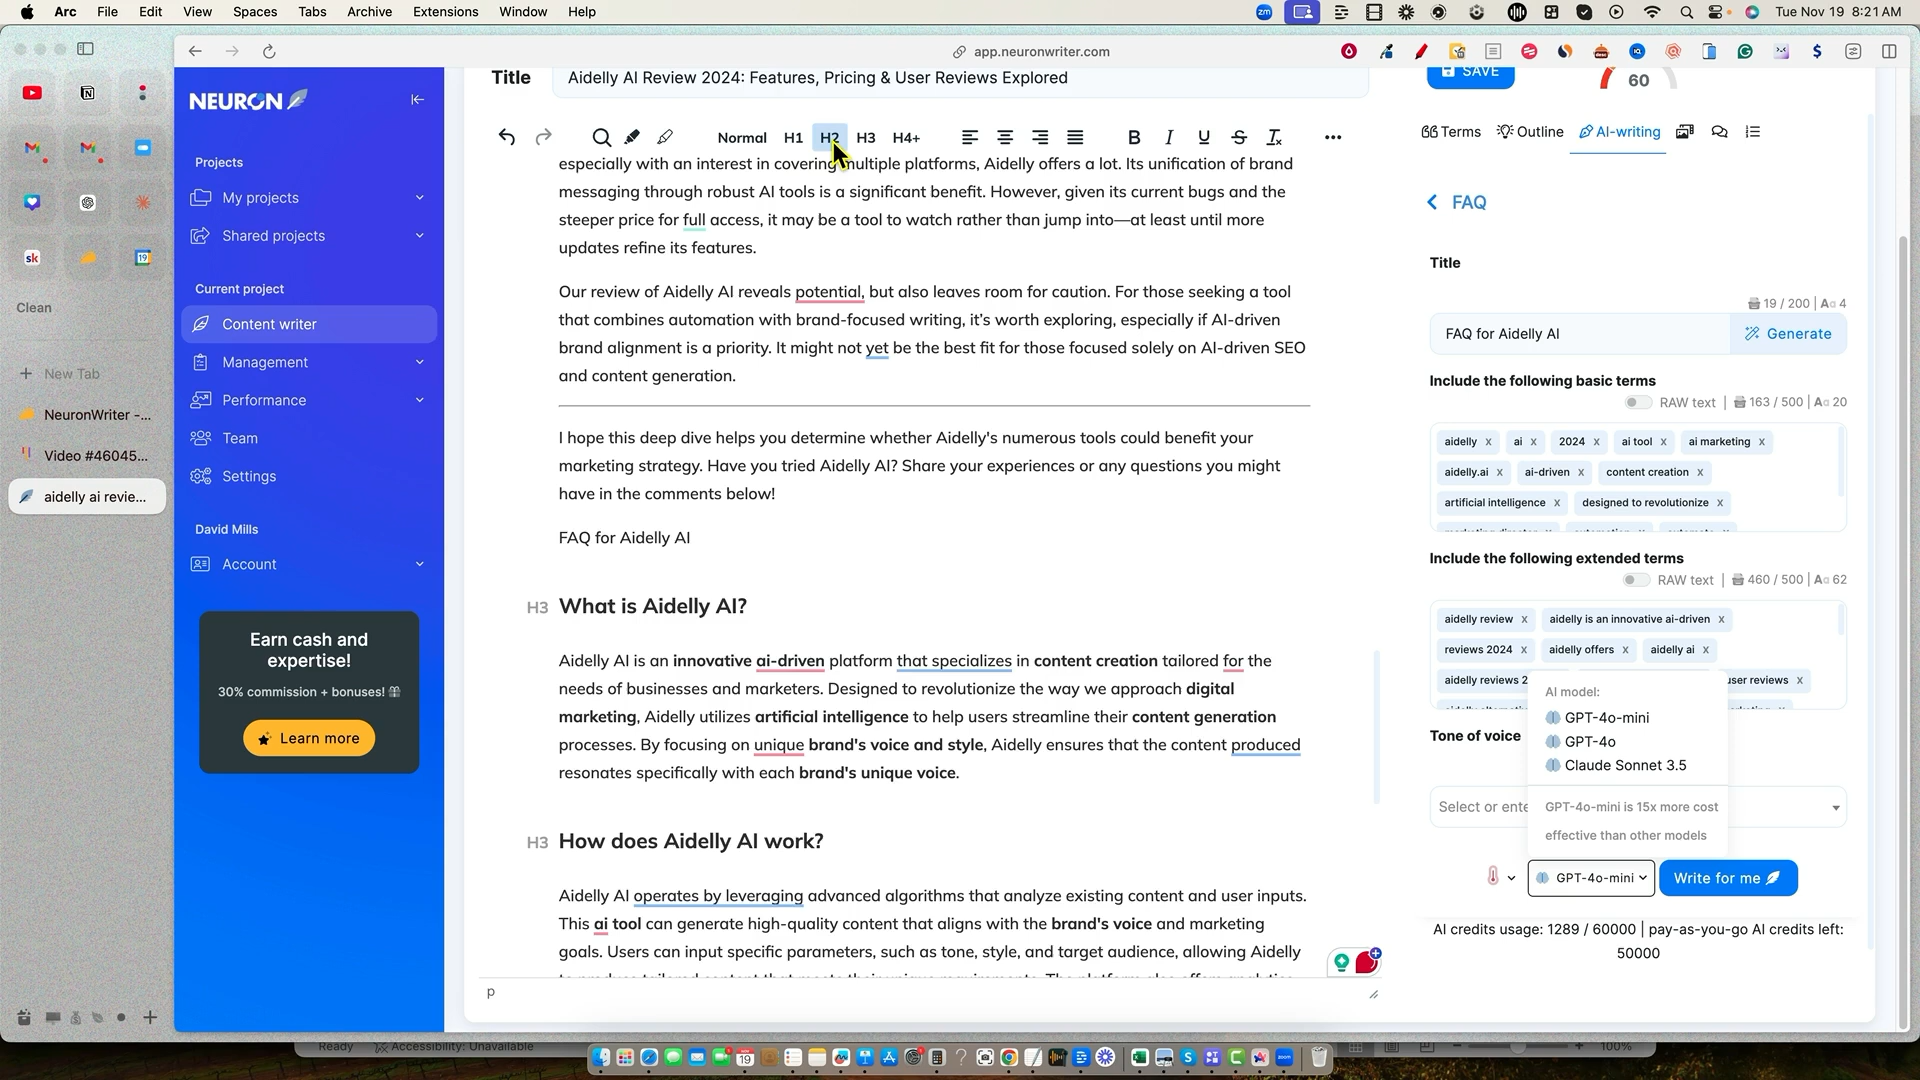 Arc File Edit View Spaces Tabs Archive Extensions Window Help
Tue Nov 19 8:21 AM
app.neuronwriter.com
Clean
New Tab
NeuronWriter -...
Video #46045...
aidelly ai revie...
NEURON
Projects
My projects
Shared projects
Current project
Content writer
Management
Performance
Team
Settings
David Mills
Account
Earn cash and
expertise!
30% commission + bonuses!
Learn more
Title
Aidelly AI Review 2024: Features, Pricing & User Reviews Explored
Normal H1 H2 H3 H4+ B I U S
especially with an interest in covering multiple platforms, Aidelly offers a lot. Its unification of brand
messaging through robust AI tools is a significant benefit. However, given its current bugs and the
steeper price for full access, it may be a tool to watch rather than jump into—at least until more
updates refine its features.
Our review of Aidelly AI reveals potential, but also leaves room for caution. For those seeking a tool
that combines automation with brand-focused writing, it’s worth exploring, especially if AI-driven
brand alignment is a priority. It might not yet be the best fit for those focused solely on AI-driven SEO
and content generation.
I hope this deep dive helps you determine whether Aidelly's numerous tools could benefit your
marketing strategy. Have you tried Aidelly AI? Share your experiences or any questions you might
have in the comments below!
FAQ for Aidelly AI
H3 What is Aidelly AI?
Aidelly AI is an innovative ai-driven platform that specializes in content creation tailored for the
needs of businesses and marketers. Designed to revolutionize the way we approach digital
marketing, Aidelly utilizes artificial intelligence to help users streamline their content generation
processes. By focusing on unique brand's voice and style, Aidelly ensures that the content produced
resonates specifically with each brand's unique voice.
H3 How does Aidelly AI work?
Aidelly AI operates by leveraging advanced algorithms that analyze existing content and user inputs.
This ai tool can generate high-quality content that aligns with the brand's voice and marketing
goals. Users can input specific parameters, such as tone, style, and target audience, allowing Aidelly
p
SAVE
60
Terms Outline AI-writing
FAQ
Title
19 / 200 | Aa 4
FAQ for Aidelly AI
Generate
Include the following basic terms
RAW text | 163 / 500 | Aa 20
aidelly x ai x 2024 x ai tool x ai marketing x
aidelly.ai x ai-driven x content creation x
artificial intelligence x designed to revolutionize x
Include the following extended terms
RAW text | 460 / 500 | Aa 62
aidelly review x aidelly is an innovative ai-driven x
reviews 2024 x aidelly offers x aidelly ai x
aidelly reviews 2 user reviews x
AI model:
GPT-4o-mini
GPT-4o
Claude Sonnet 3.5
GPT-4o-mini is 15x more cost
effective than other models
Tone of voice
Select or ente
GPT-4o-mini
Write for me
AI credits usage: 1289 / 60000 | pay-as-you-go AI credits left:
50000
Ready Accessibility: Unavailable
100%